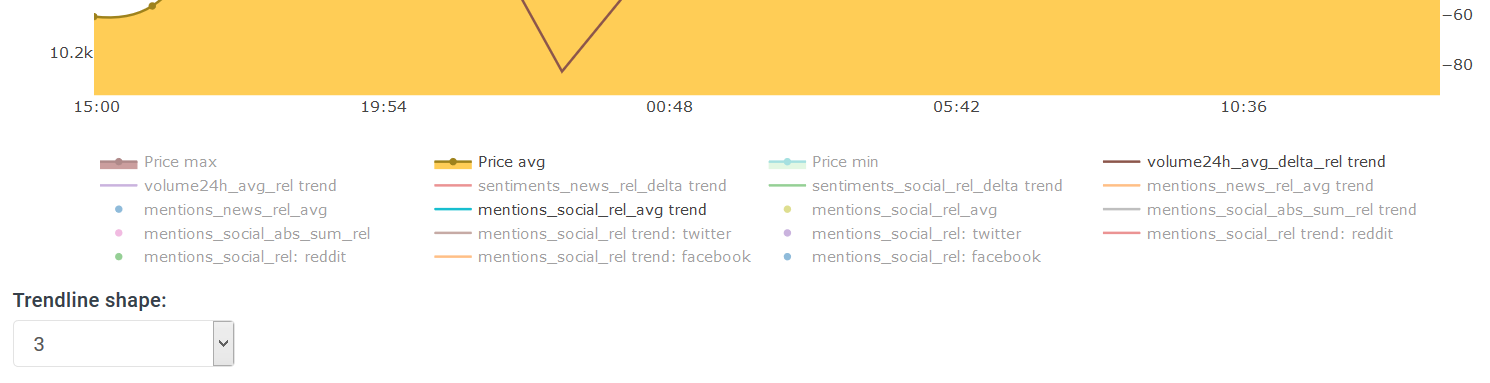 −60
10.2k
−80
15:00 19:54 00:48 05:42 10:36
Price max Price avg Price min volume24h_avg_delta_rel trend
volume24h_avg_rel trend sentiments_news_rel_delta trend sentiments_social_rel_delta trend mentions_news_rel_avg trend
mentions_news_rel_avg mentions_social_rel_avg trend mentions_social_rel_avg mentions_social_abs_sum_rel trend
mentions_social_abs_sum_rel mentions_social_rel trend: twitter mentions_social_rel: twitter mentions_social_rel trend: reddit
mentions_social_rel: reddit mentions_social_rel trend: facebook mentions_social_rel: facebook
Trendline shape:
3